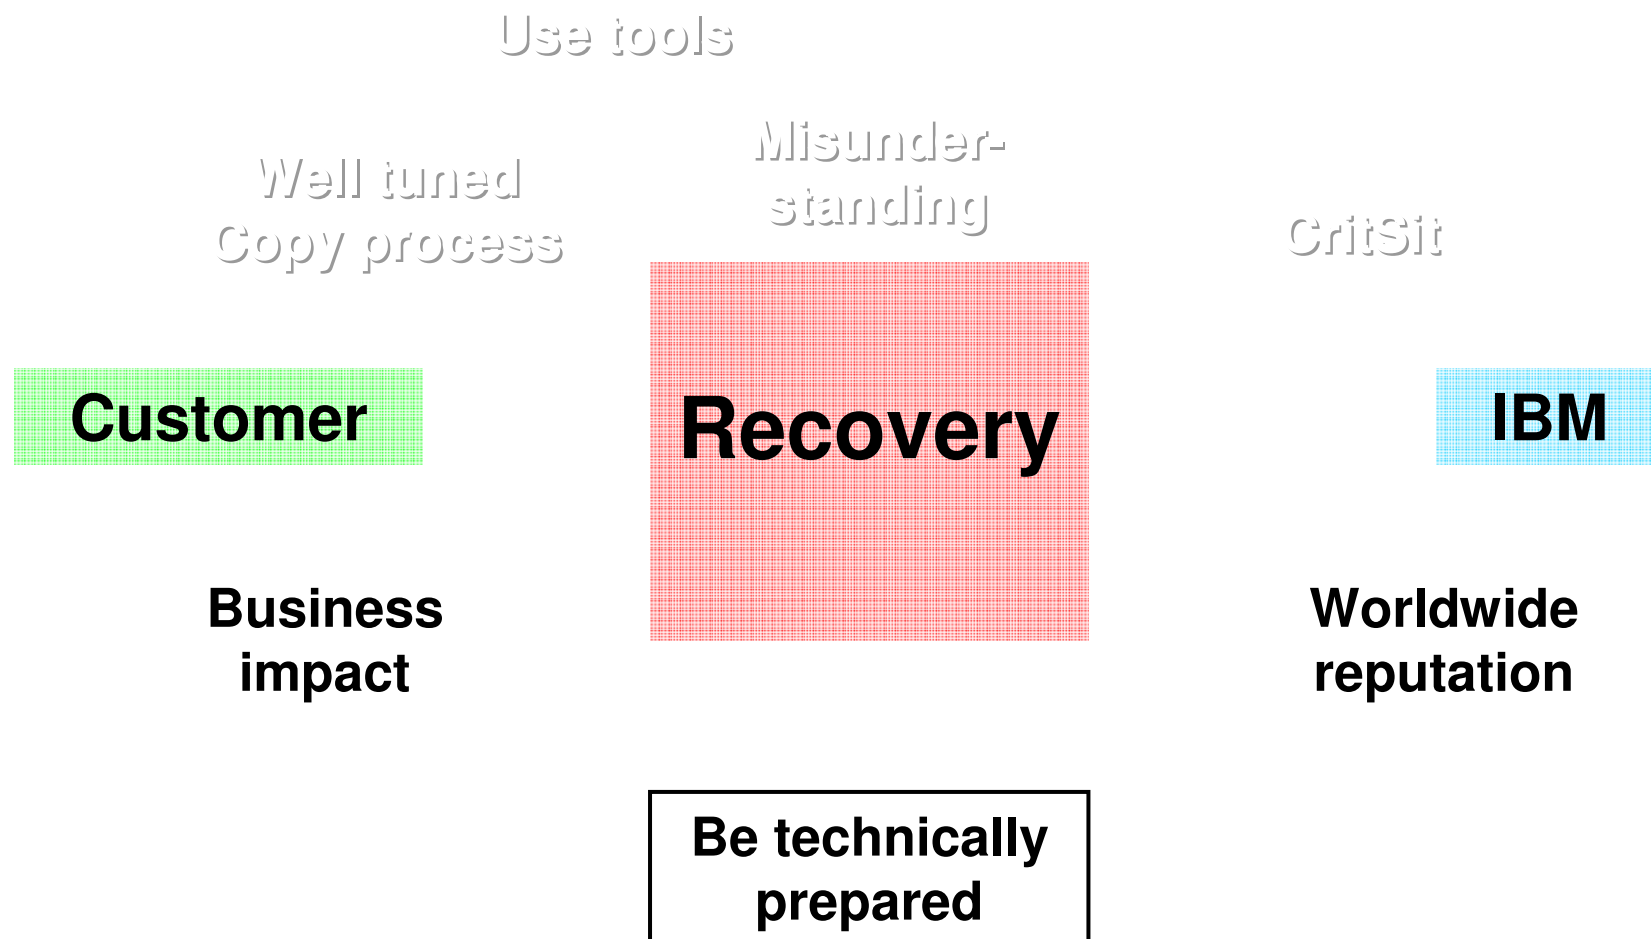 Use tools
Misunder-
standing
Well tuned
Copy process
CritSit
Customer
Recovery
IBM
Business
impact
Worldwide
reputation
Be technically
prepared